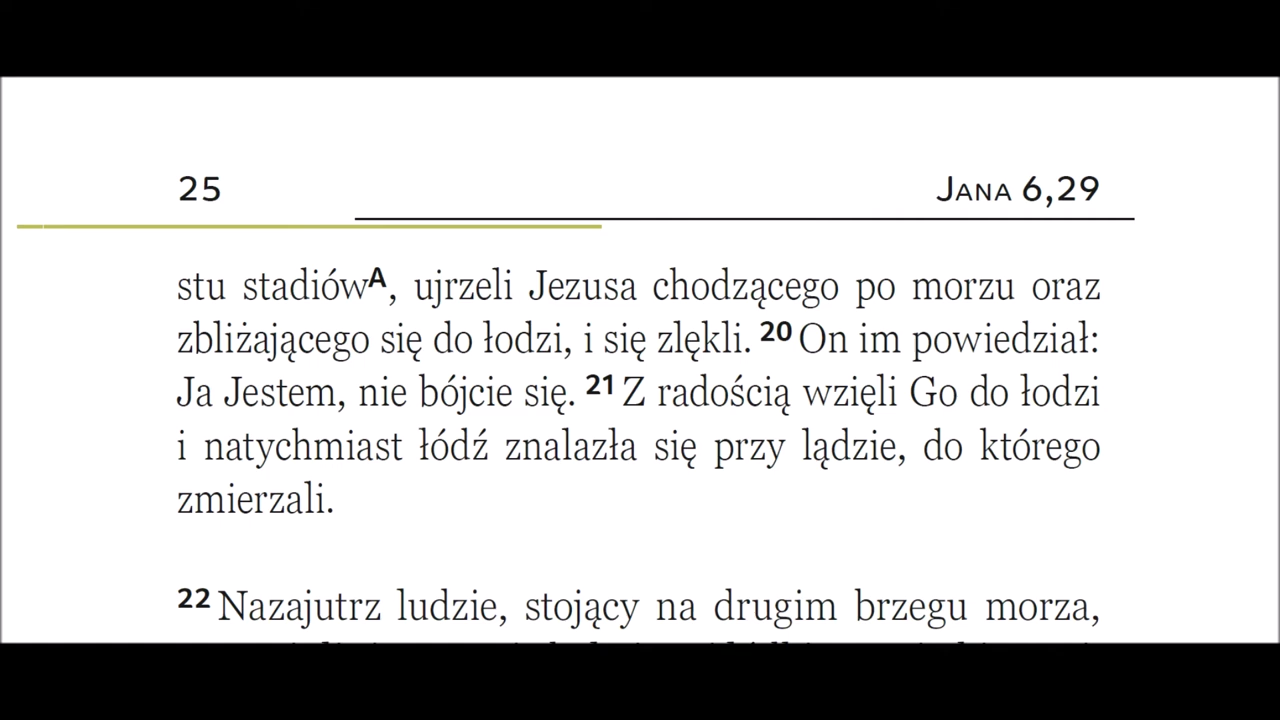 25 Jana 6,29
stu stadiówA, ujrzeli Jezusa chodzącego po morzu oraz
zbliżającego się do łodzi, i się zlękli. 20 On im powiedział:
Ja Jestem, nie bójcie się. 21 Z radością wzięli Go do łodzi
i natychmiast łódź znalazła się przy lądzie, do którego
zmierzali.
22 Nazajutrz ludzie, stojący na drugim brzegu morza,